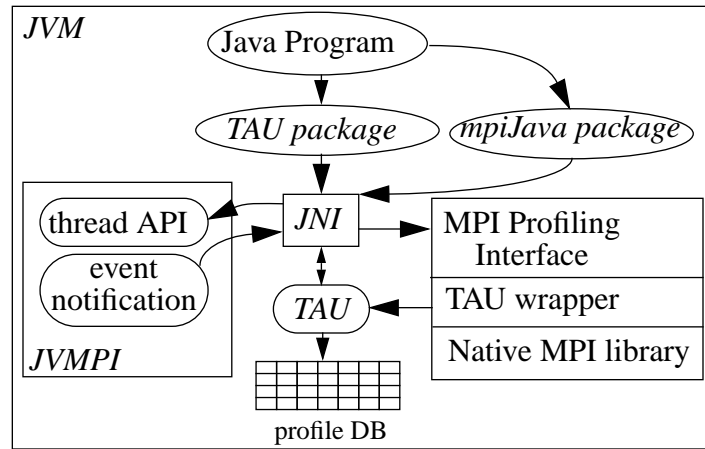 JVM
Java Program
TAU package
mpiJava package
thread API
JNI
MPI Profiling
Interface
event
notification
TAU
TAU wrapper
JVMPI
Native MPI library
profile DB